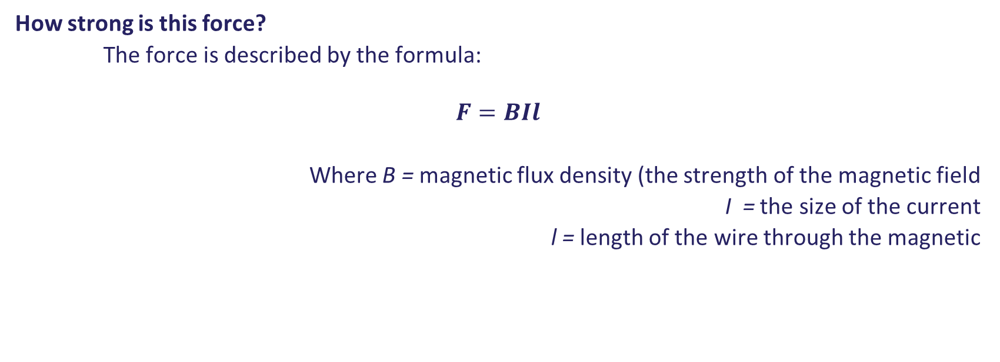 How strong is this force?
The force is described by the formula:
F = BIl
Where B = magnetic flux density (the strength of the magnetic field
I = the size of the current
l = length of the wire through the magnetic